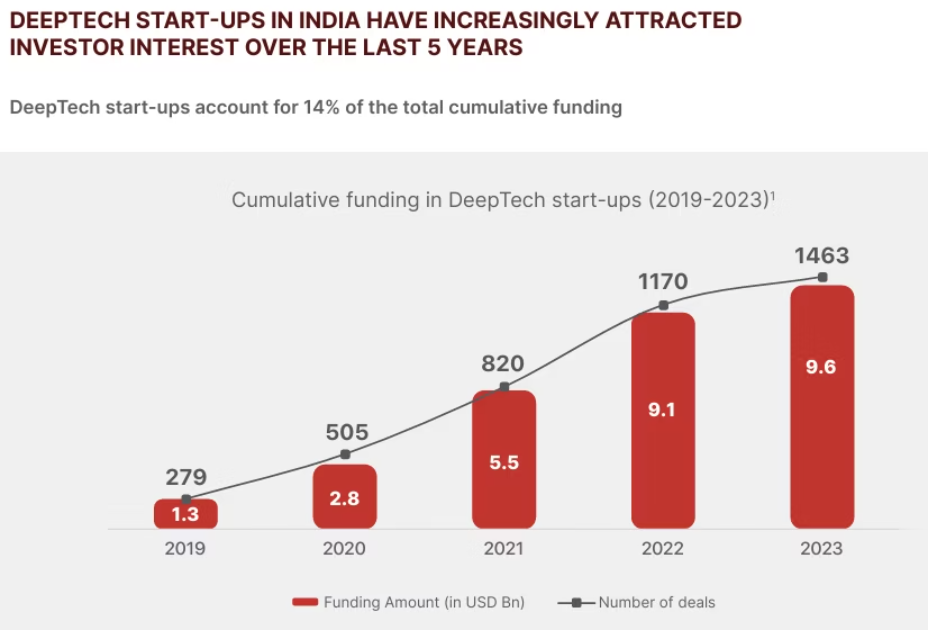 DEEPTECH START-UPS IN INDIA HAVE INCREASINGLY ATTRACTED
INVESTOR INTEREST OVER THE LAST 5 YEARS
DeepTech start-ups account for 14% of the total cumulative funding
Cumulative funding in DeepTech start-ups (2019-2023)¹
279
505
820
1170
1463
1.3
2.8
5.5
9.1
9.6
2019
2020
2021
2022
2023
Funding Amount (in USD Bn)
Number of deals